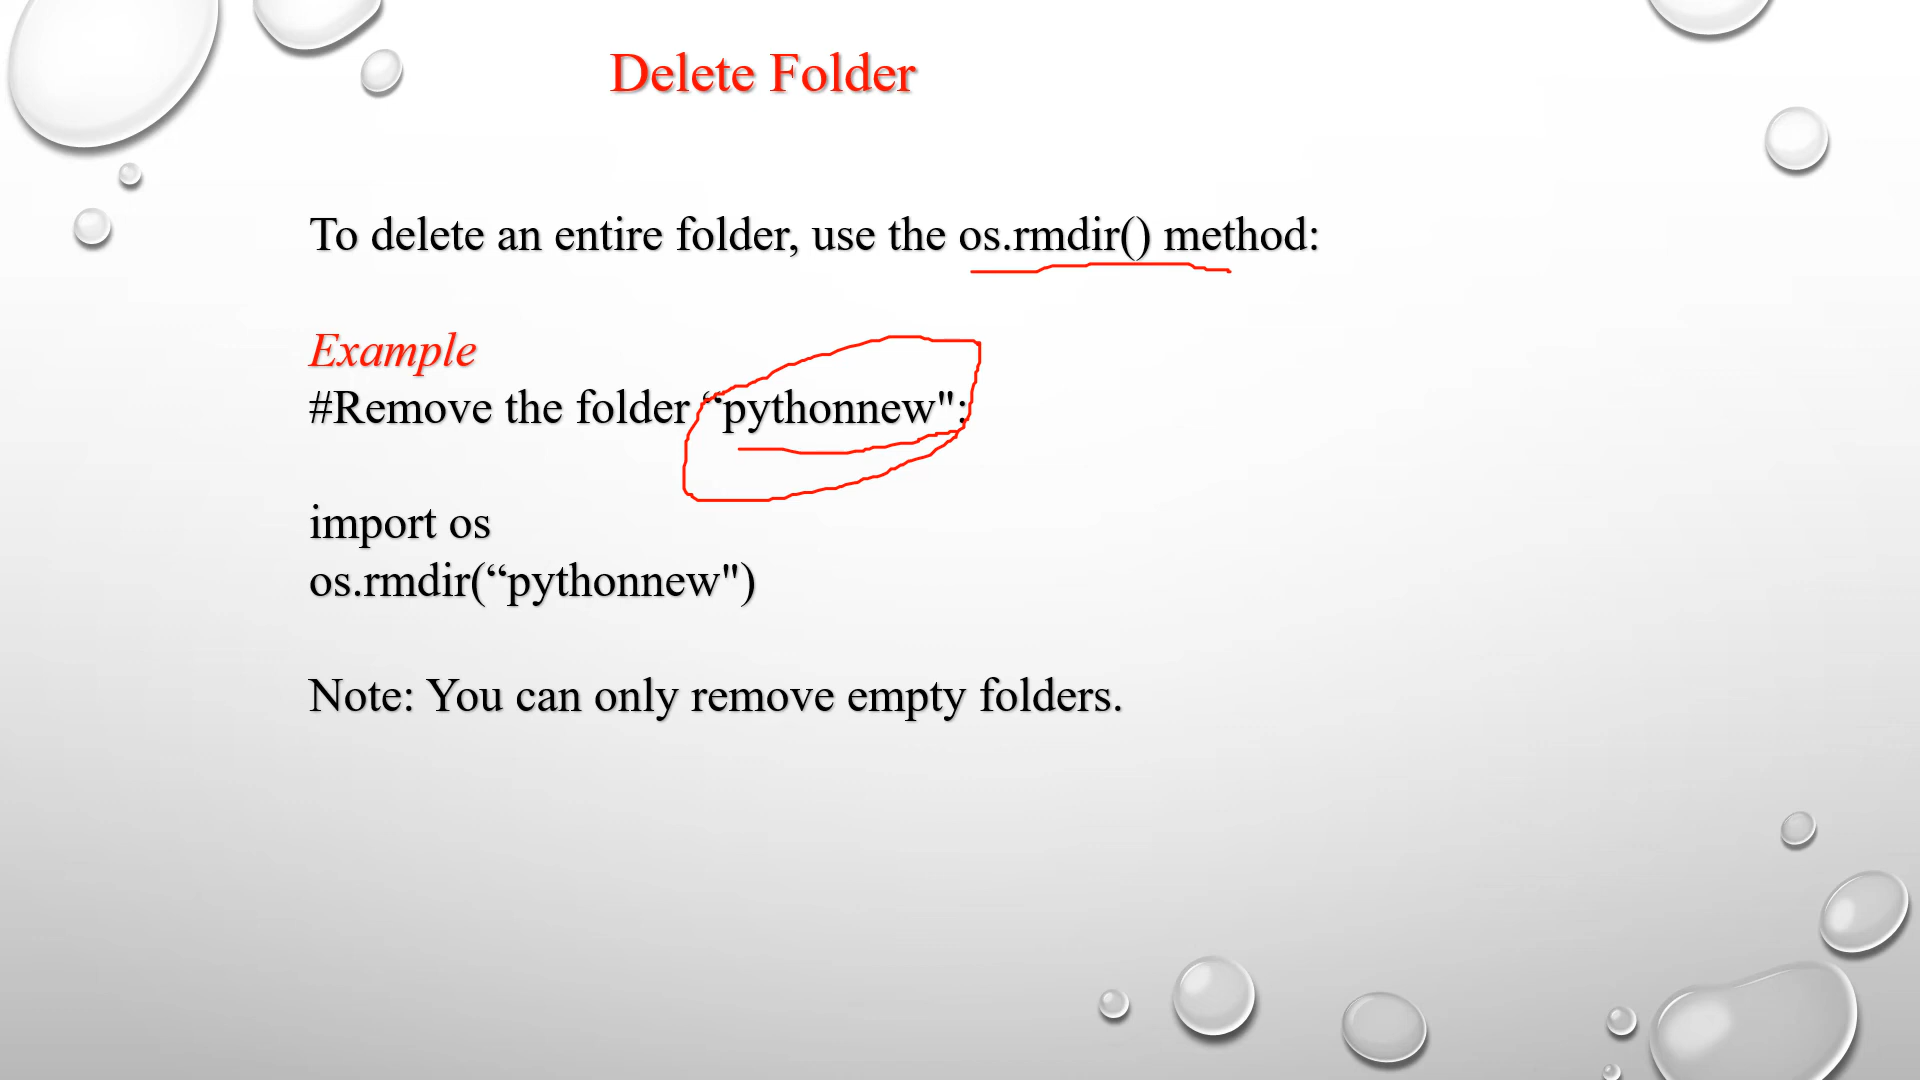 Delete Folder
To delete an entire folder, use the os.rmdir() method:
Example
#Remove the folder “pythonnew":
import os
os.rmdir(“pythonnew")
Note: You can only remove empty folders.